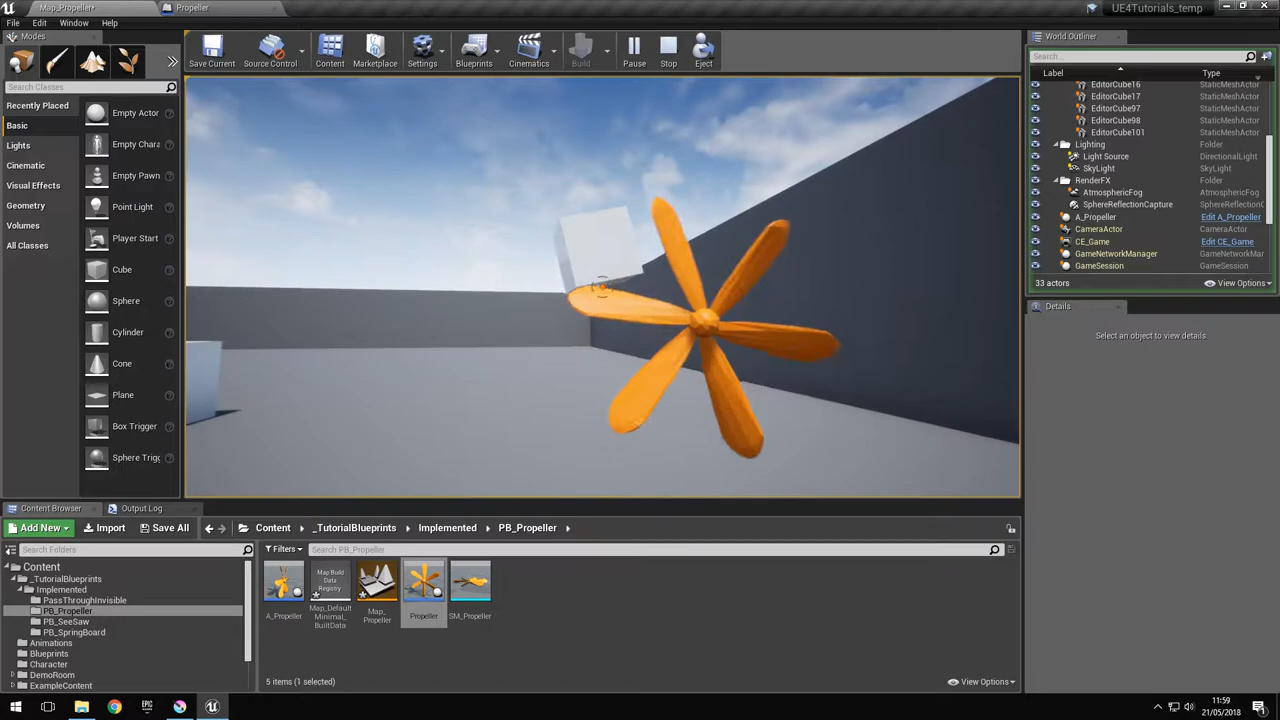 Map_Propeller*
Propeller
UE4Tutorials_temp
File Edit Window Help
Modes
Search Classes
Recently Placed
Basic
Lights
Cinematic
Visual Effects
Geometry
Volumes
All Classes
Empty Actor
Empty Chara
Empty Pawn
Point Light
Player Start
Cube
Sphere
Cylinder
Cone
Plane
Box Trigger
Sphere Trigg
Save Current
Source Control
Content
Marketplace
Settings
Blueprints
Cinematics
Build
Pause
Stop
Eject
World Outliner
Search...
Label Type
EditorCube16 StaticMeshActor
EditorCube17 StaticMeshActor
EditorCube97 StaticMeshActor
EditorCube98 StaticMeshActor
EditorCube101 StaticMeshActor
Lighting Folder
Light Source DirectionalLight
SkyLight SkyLight
RenderFX Folder
AtmosphericFog AtmosphericFog
SphereReflectionCapture SphereReflectionC
A_Propeller Edit A_Propeller
CameraActor CameraActor
CE_Game Edit CE_Game
GameNetworkManager GameNetworkMar
GameSession GameSession
33 actors View Options
Details
Select an object to view details.
Content Browser Output Log
Add New Import Save All Content _TutorialBlueprints Implemented PB_Propeller
Search Folders
Filters Search PB_Propeller
Content
_TutorialBlueprints
Implemented
PassThroughInvisible
PB_Propeller
PB_SeeSaw
PB_SpringBoard
Animations
Blueprints
Character
DemoRoom
ExampleContent
Map Build
Data
Registry
A_Propeller
Map_Default
Minimal_
BuiltData
Map_
Propeller
Propeller
SM_Propeller
5 items (1 selected) View Options
EPIC
11:59
21/05/2018
1